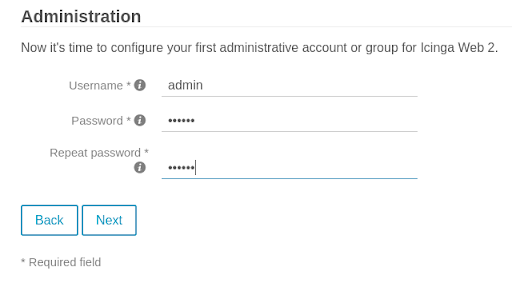 Administration
Now it's time to configure your first administrative account or group for Icinga Web 2.
Username * i admin
Password * i ••••••
Repeat password *
i ••••••
Back Next
* Required field